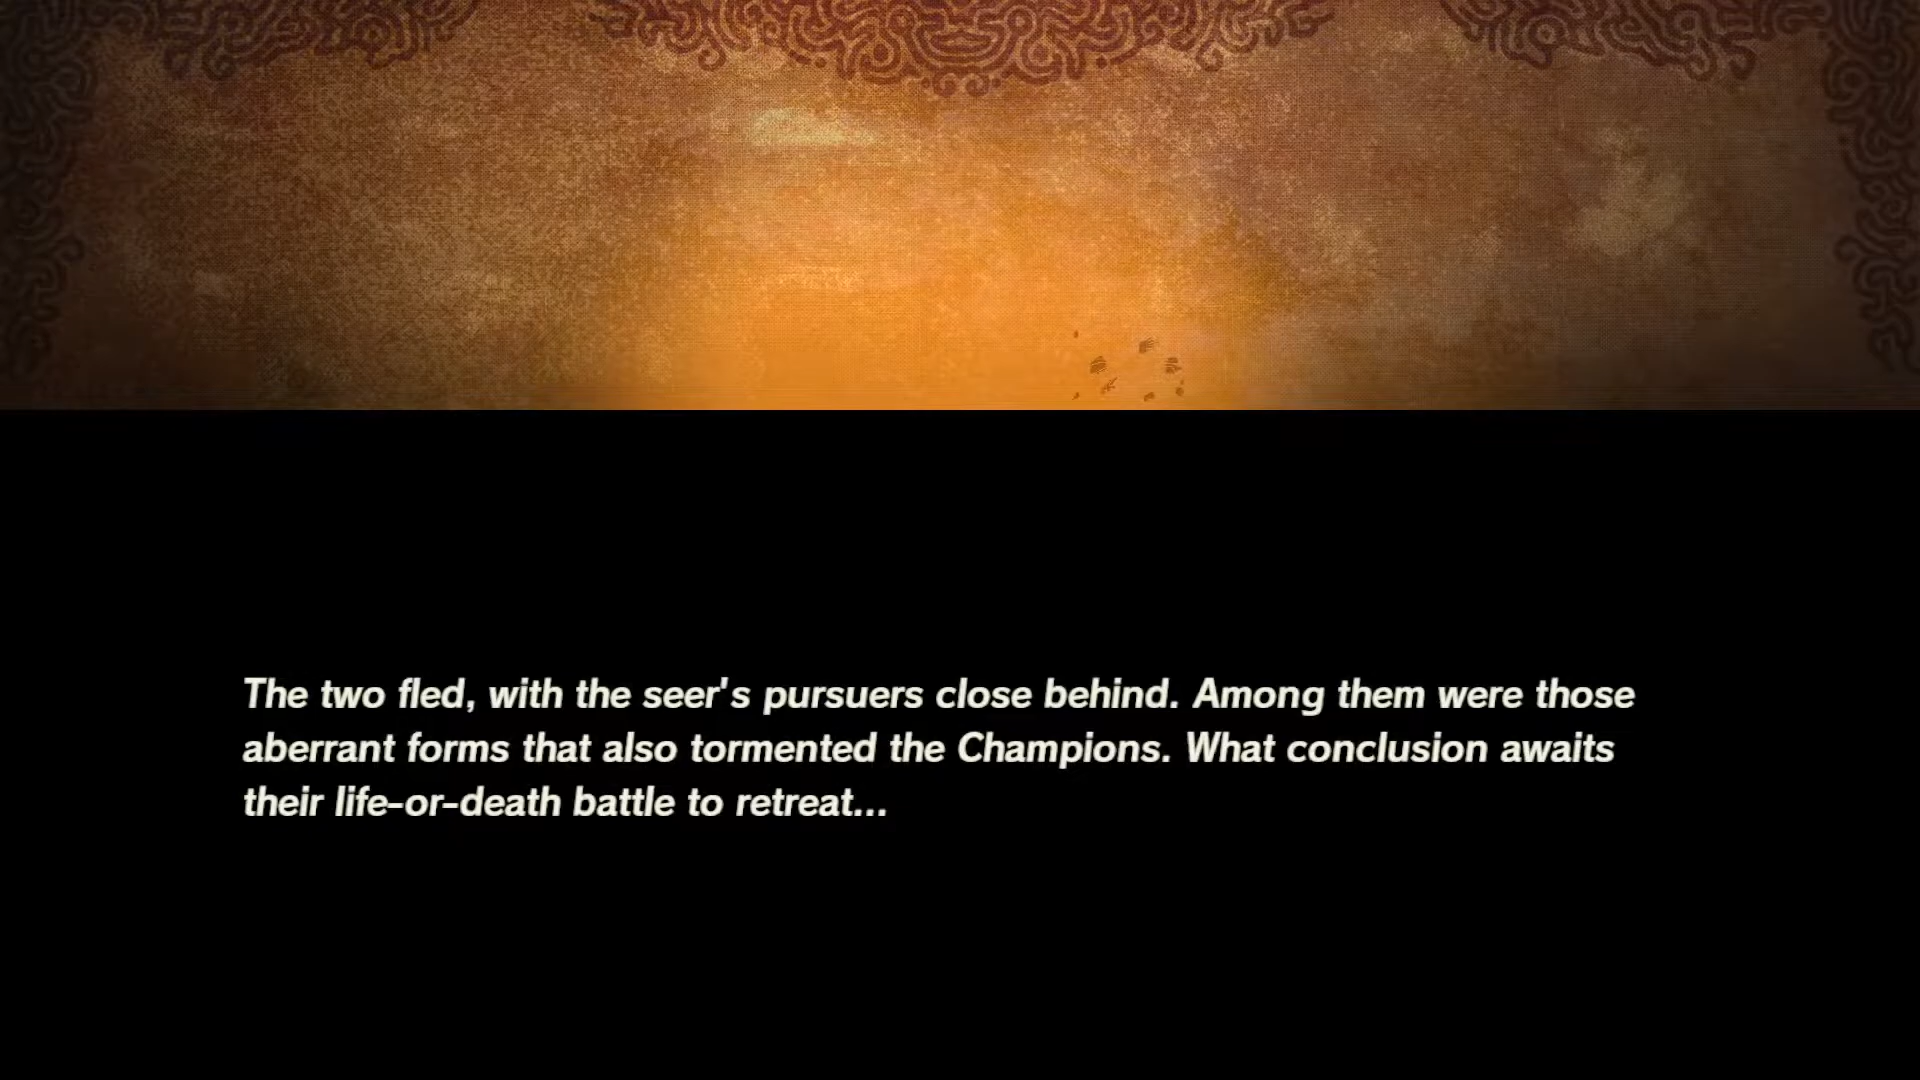 The two fled, with the seer's pursuers close behind. Among them were those
aberrant forms that also tormented the Champions. What conclusion awaits
their life-or-death battle to retreat...